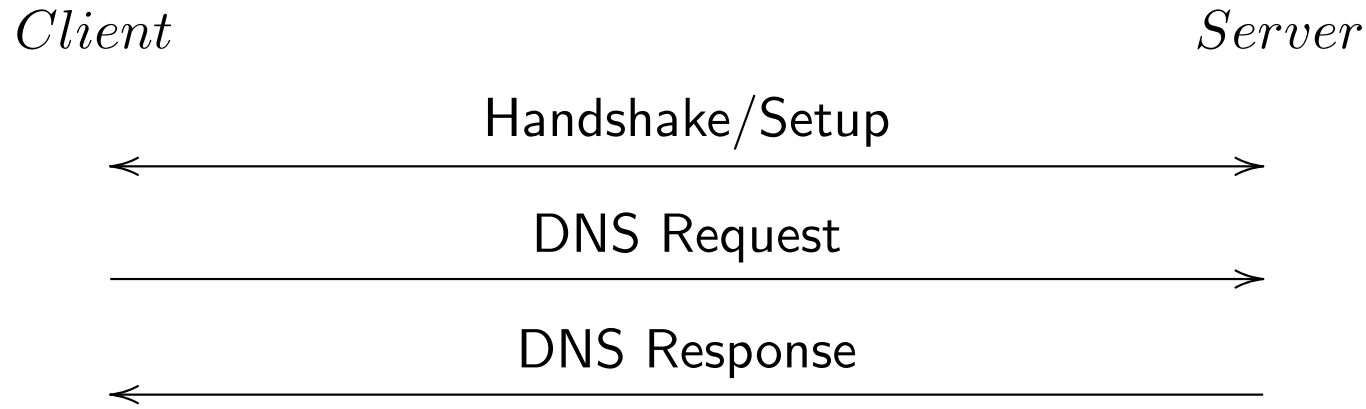 Client Server
Handshake/Setup
DNS Request
DNS Response